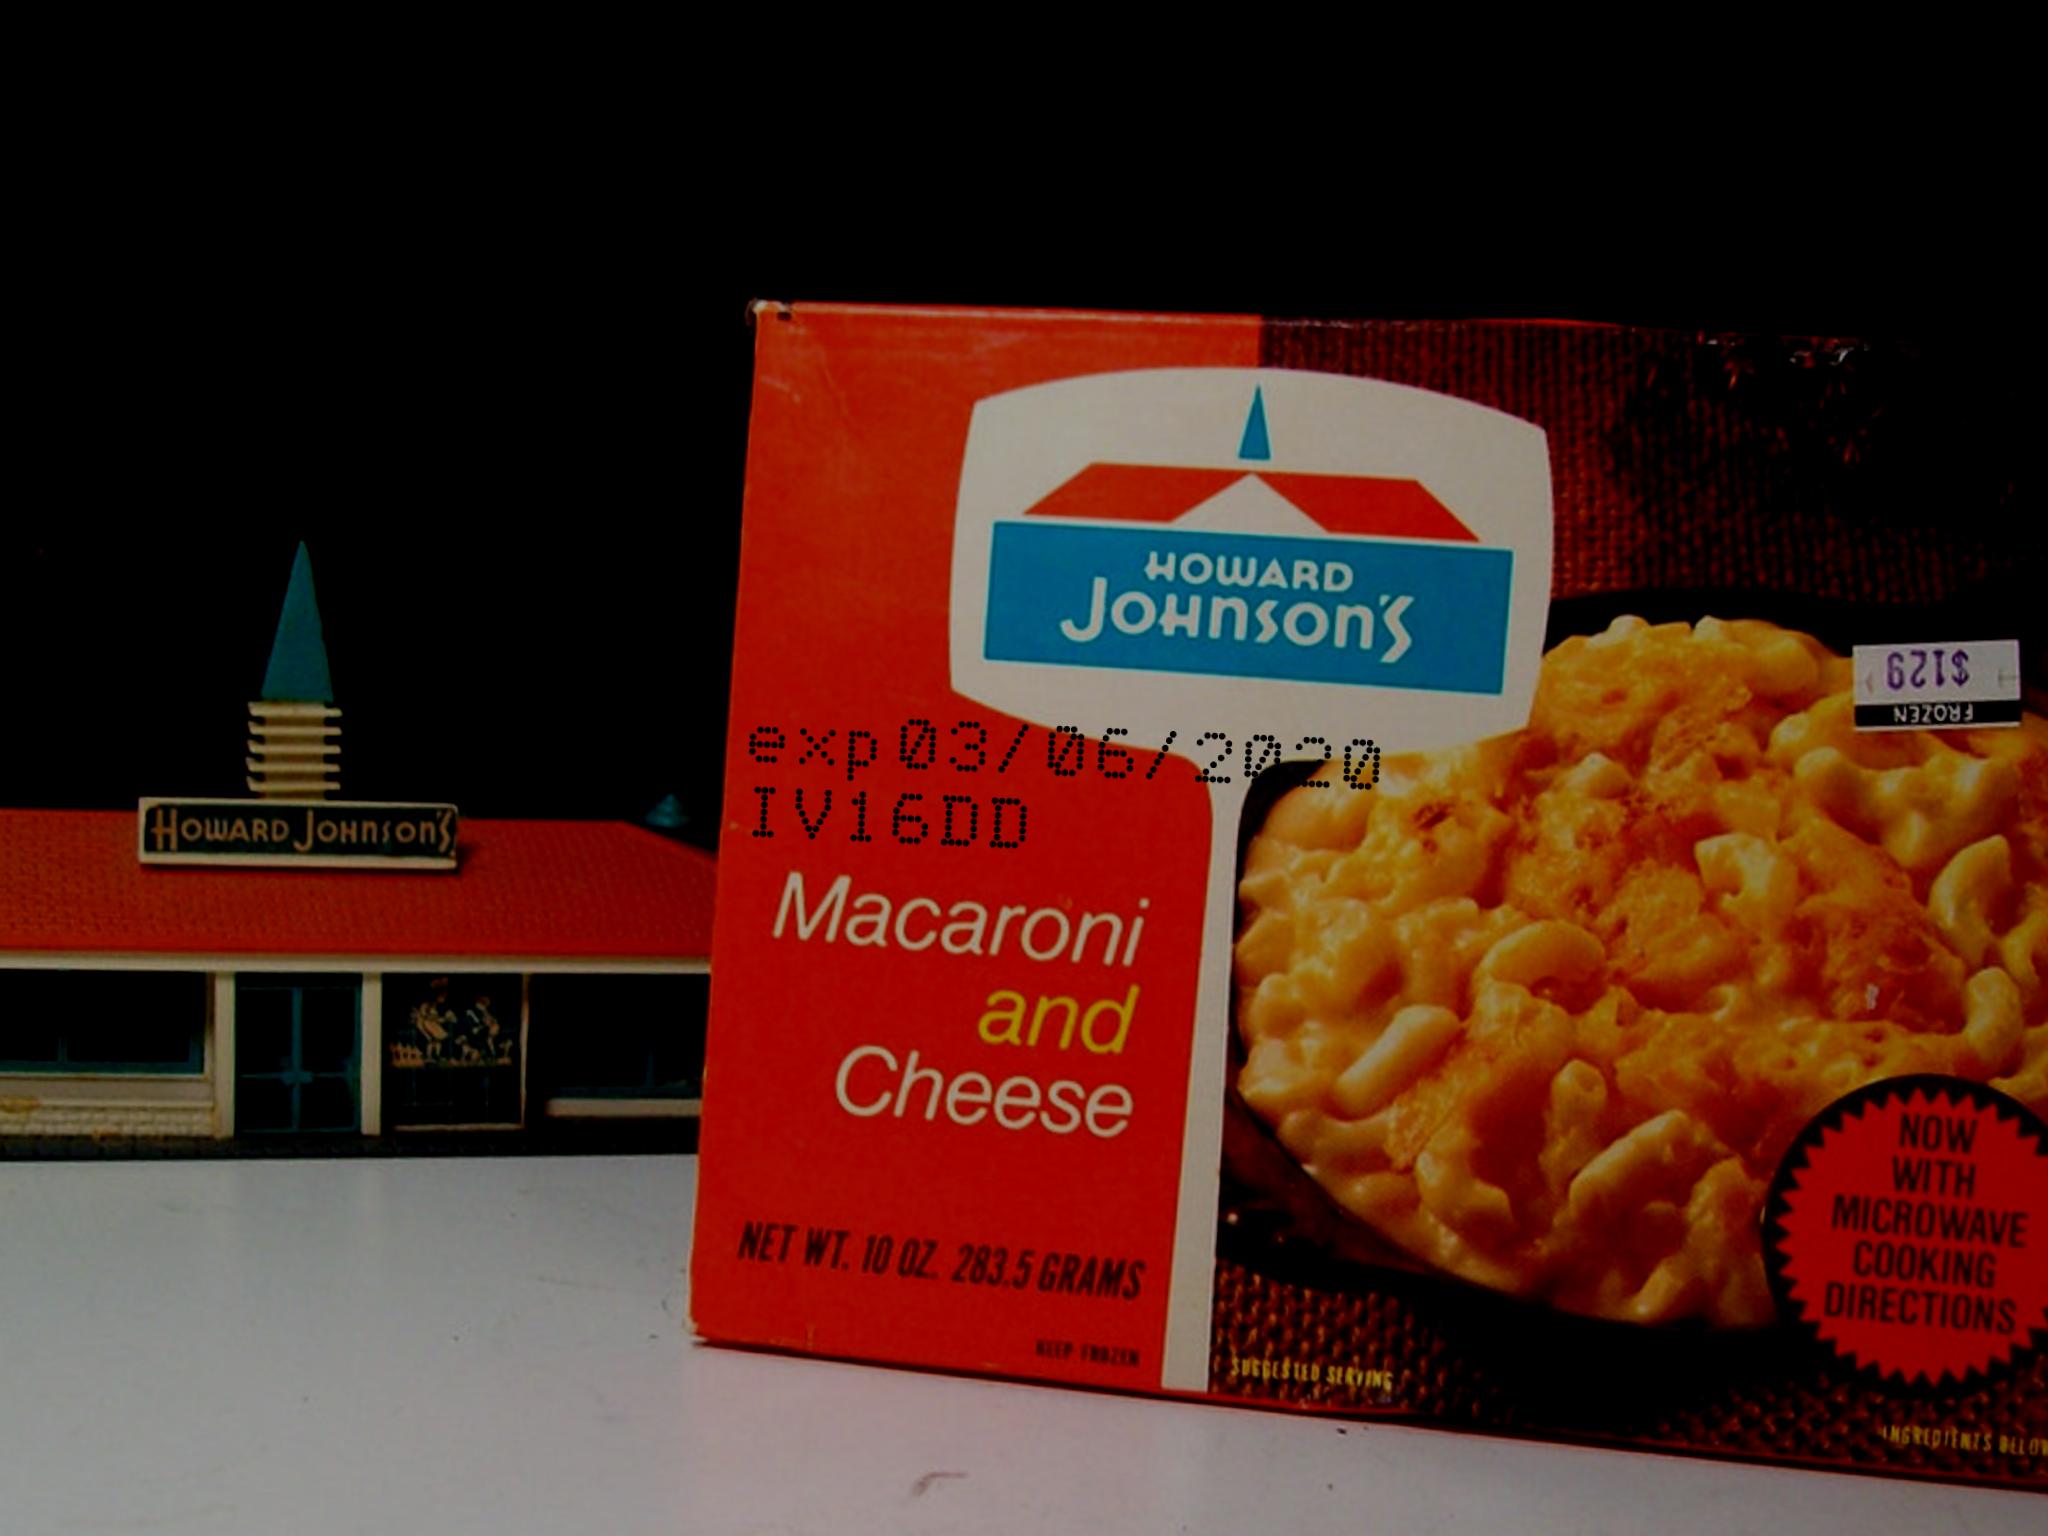 HOWARD
JOHNSON'S
$129
FROZEN
exp03/06/2020
IV16DD
HOWARD JOHNSON'S
Macaroni
and
Cheese
NOW
WITH
MICROWAVE
COOKING
DIRECTIONS
NET WT. 10 OZ. 283.5 GRAMS
KEEP FROZEN
SUGGESTED SERVING
INGREDIENTS BELOW